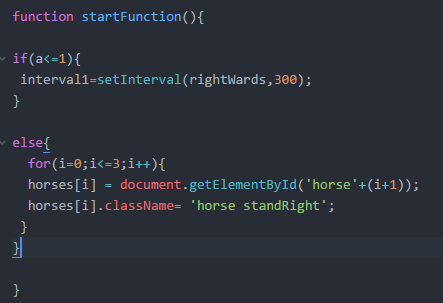 function startFunction(){
if(a<=1){
interval1=setInterval(rightWards,300);
}
else{
for(i=0;i<=3;i++){
horses[i] = document.getElementById('horse'+(i+1));
horses[i].className= 'horse standRight';
}
}
}